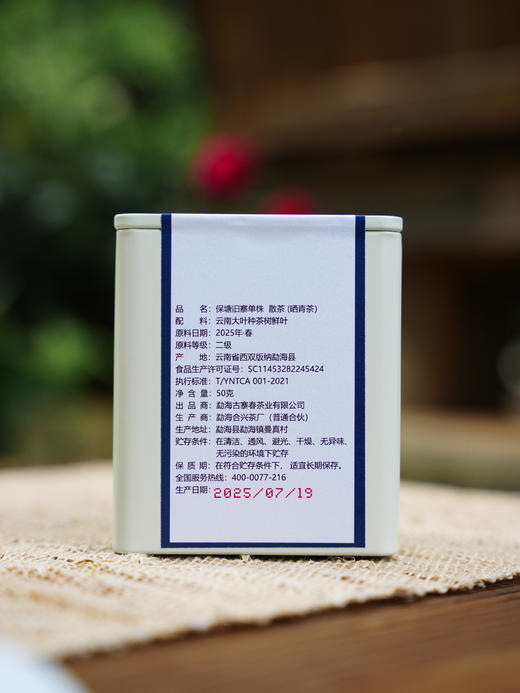 品　　名：保塘旧寨单株 散茶 (晒青茶)
配　　料：云南大叶种茶树鲜叶
原料日期：2025年·春
原料等级：二级
产　　地：云南省西双版纳勐海县
食品生产许可证号：SC11453282245424
执行标准：T/YNTCA 001-2021
净 含 量：50克
出 品 商：勐海古寨春茶业有限公司
生 产 商：勐海合兴茶厂（普通合伙）
生产地址：勐海县勐海镇曼真村
贮存条件：在清洁、通风、避光、干燥、无异味、
无污染的环境下贮存
保 质 期：在符合贮存条件下，适宜长期保存。
全国服务热线：400-0077-216
生产日期：2025/07/19